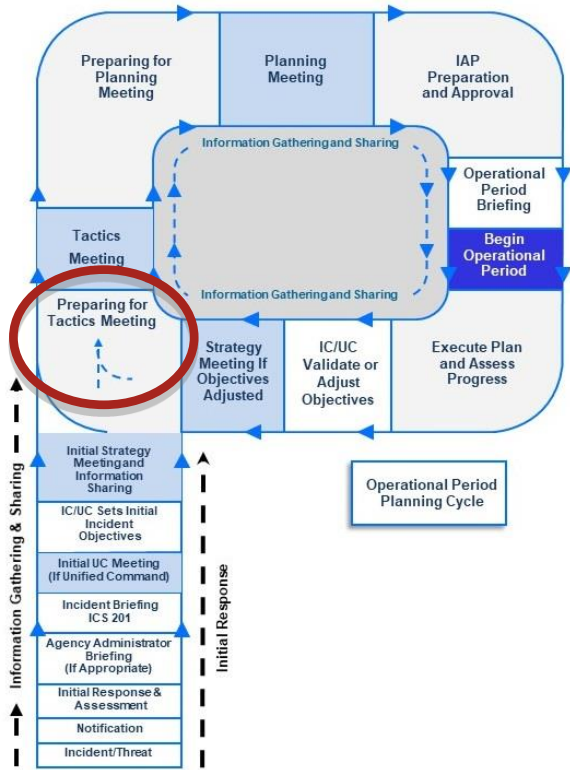 Preparing for
Planning
Meeting
Planning
Meeting
IAP
Preparation
and Approval
Information Gathering and Sharing
Operational
Period
Briefing
Tactics
Meeting
Begin
Operational
Period
Information Gathering and Sharing
Preparing for
Tactics Meeting
Strategy
Meeting If
Objectives
Adjusted
IC/UC
Validate or
Adjust
Objectives
Execute Plan
and Assess
Progress
Initial Strategy
Meeting and
Information
Sharing
Operational Period
Planning Cycle
IC/UC Sets Initial
Incident
Objectives
Initial UC Meeting
(If Unified Command)
Incident Briefing
ICS 201
Agency Administrator
Briefing
(If Appropriate)
Initial Response &
Assessment
Notification
Incident/Threat
Information Gathering & Sharing
Initial Response